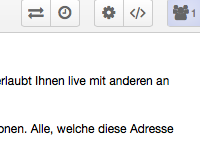 1
erlaubt Ihnen live mit anderen an
onen. Alle, welche diese Adresse